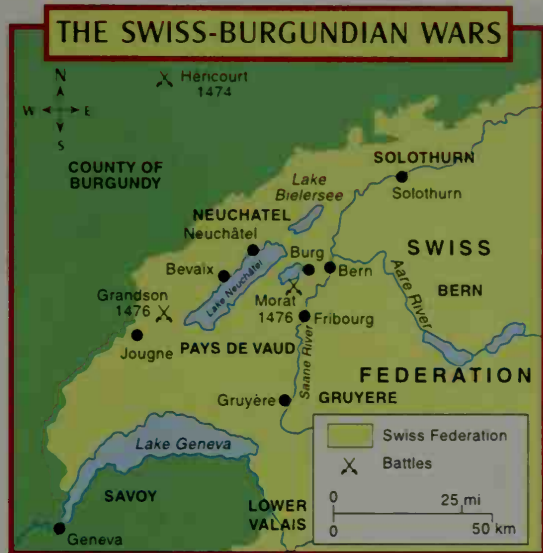 THE SWISS-BURGUNDIAN WARS
N
W E
S
Héricourt
1474
COUNTY OF
BURGUNDY
SOLOTHURN
Solothurn
Lake
Bielersee
NEUCHATEL
Neuchâtel
Bevaix
Lake Neuchâtel
Burg
Bern
SWISS
BERN
Aare River
Grandson
1476
Morat
1476
Fribourg
Jougne
PAYS DE VAUD
Saane River
FEDERATION
Gruyère
GRUYERE
Lake Geneva
SAVOY
LOWER
VALAIS
Geneva
Swiss Federation
Battles
0 25 mi
0 50 km